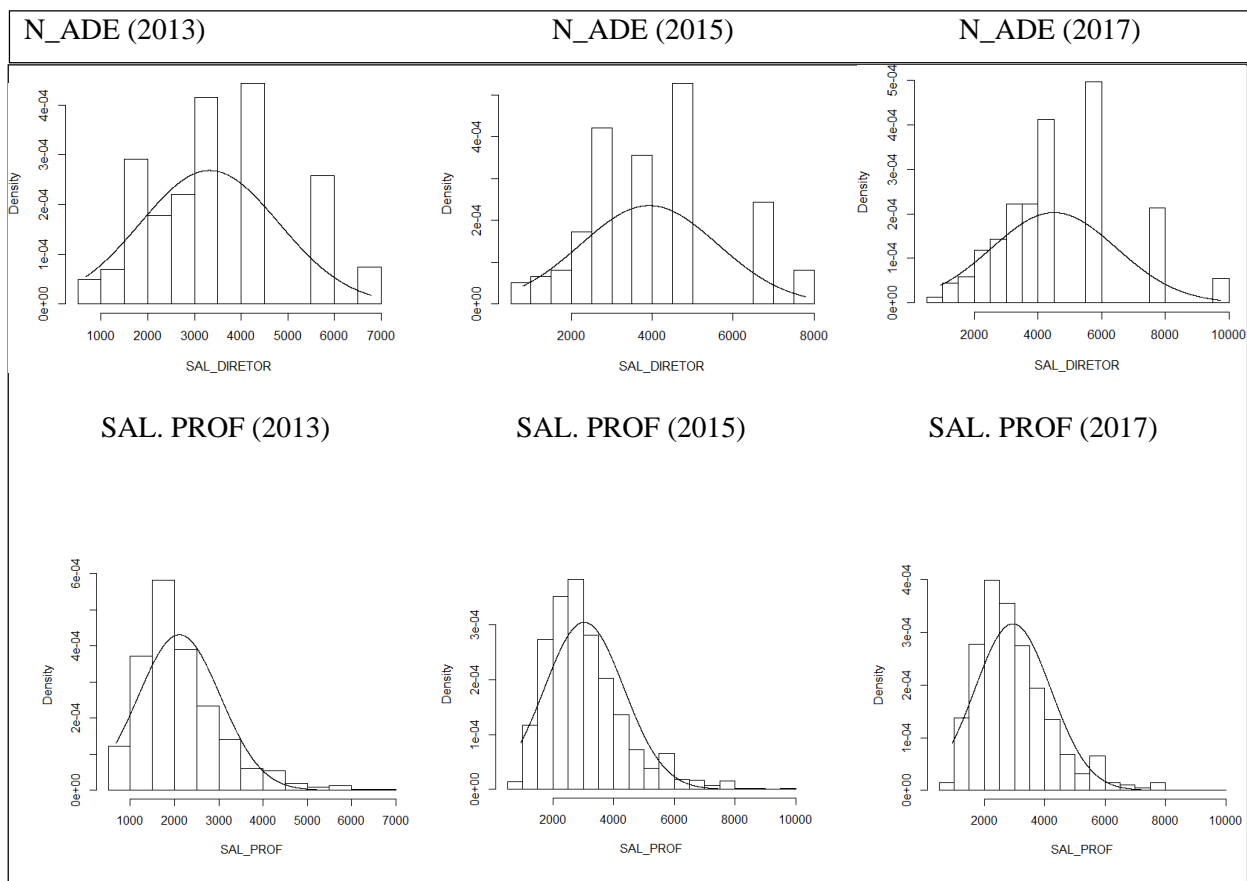 N_ADE (2013) N_ADE (2015) N_ADE (2017)
Density
0e+00 1e-04 2e-04 3e-04 4e-04
1000 2000 3000 4000 5000 6000 7000
SAL_DIRETOR
Density
0e+00 2e-04 4e-04
2000 4000 6000 8000
SAL_DIRETOR
Density
0e+00 1e-04 2e-04 3e-04 4e-04 5e-04
2000 4000 6000 8000 10000
SAL_DIRETOR
SAL. PROF (2013) SAL. PROF (2015) SAL. PROF (2017)
Density
0e+00 2e-04 4e-04 6e-04
1000 2000 3000 4000 5000 6000 7000
SAL_PROF
Density
0e+00 1e-04 2e-04 3e-04
2000 4000 6000 8000 10000
SAL_PROF
Density
0e+00 1e-04 2e-04 3e-04 4e-04
2000 4000 6000 8000 10000
SAL_PROF